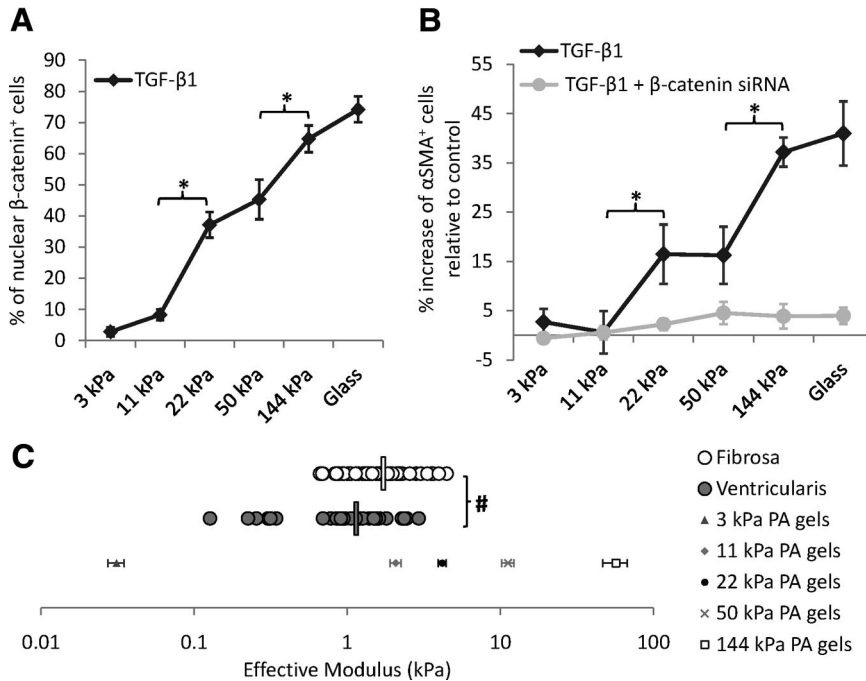 A
% of nuclear β-catenin⁺ cells
90
80
70
60
50
40
30
20
10
0
TGF-β1
*
*
3 kPa
11 kPa
22 kPa
50 kPa
144 kPa
Glass
B
% increase of αSMA⁺ cells
relative to control
55
45
35
25
15
5
-5
TGF-β1
TGF-β1 + β-catenin siRNA
*
*
3 kPa
11 kPa
22 kPa
50 kPa
144 kPa
Glass
C
#
0.01
0.1
1
10
100
Effective Modulus (kPa)
Fibrosa
Ventricularis
3 kPa PA gels
11 kPa PA gels
22 kPa PA gels
50 kPa PA gels
144 kPa PA gels